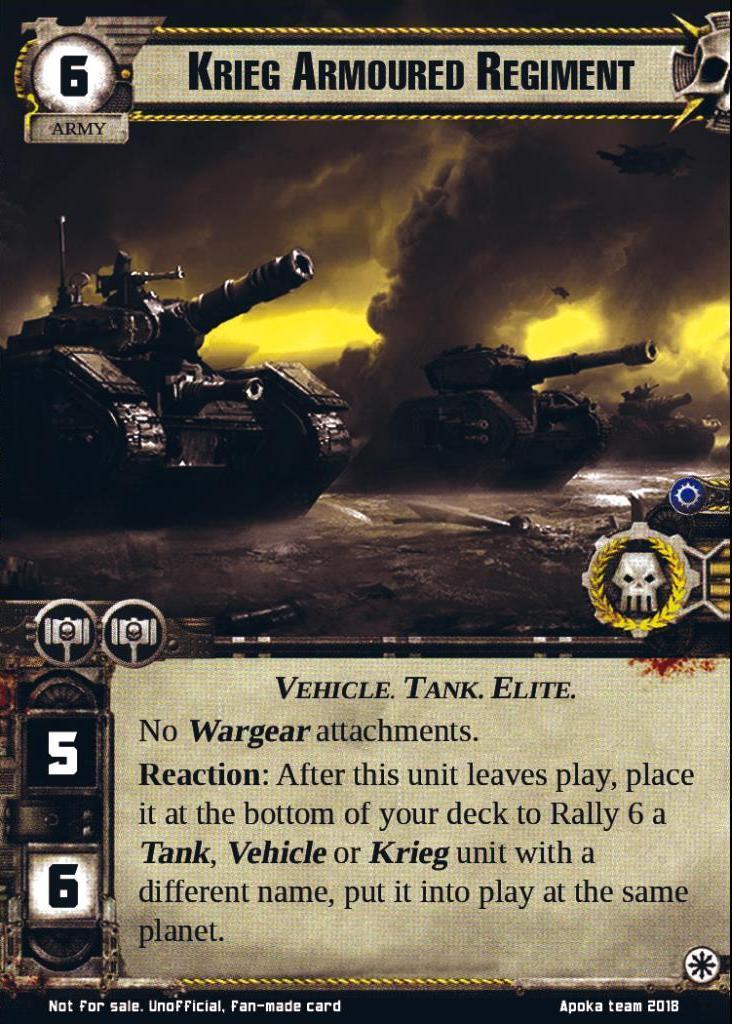 6
KRIEG ARMOURED REGIMENT
ARMY
VEHICLE. TANK. ELITE.
No Wargear attachments.
5
Reaction: After this unit leaves play, place
it at the bottom of your deck to Rally 6 a
Tank, Vehicle or Krieg unit with a
6
different name, put it into play at the same
planet.
Not for sale. Unofficial, Fan-made card
Apoka team 2018